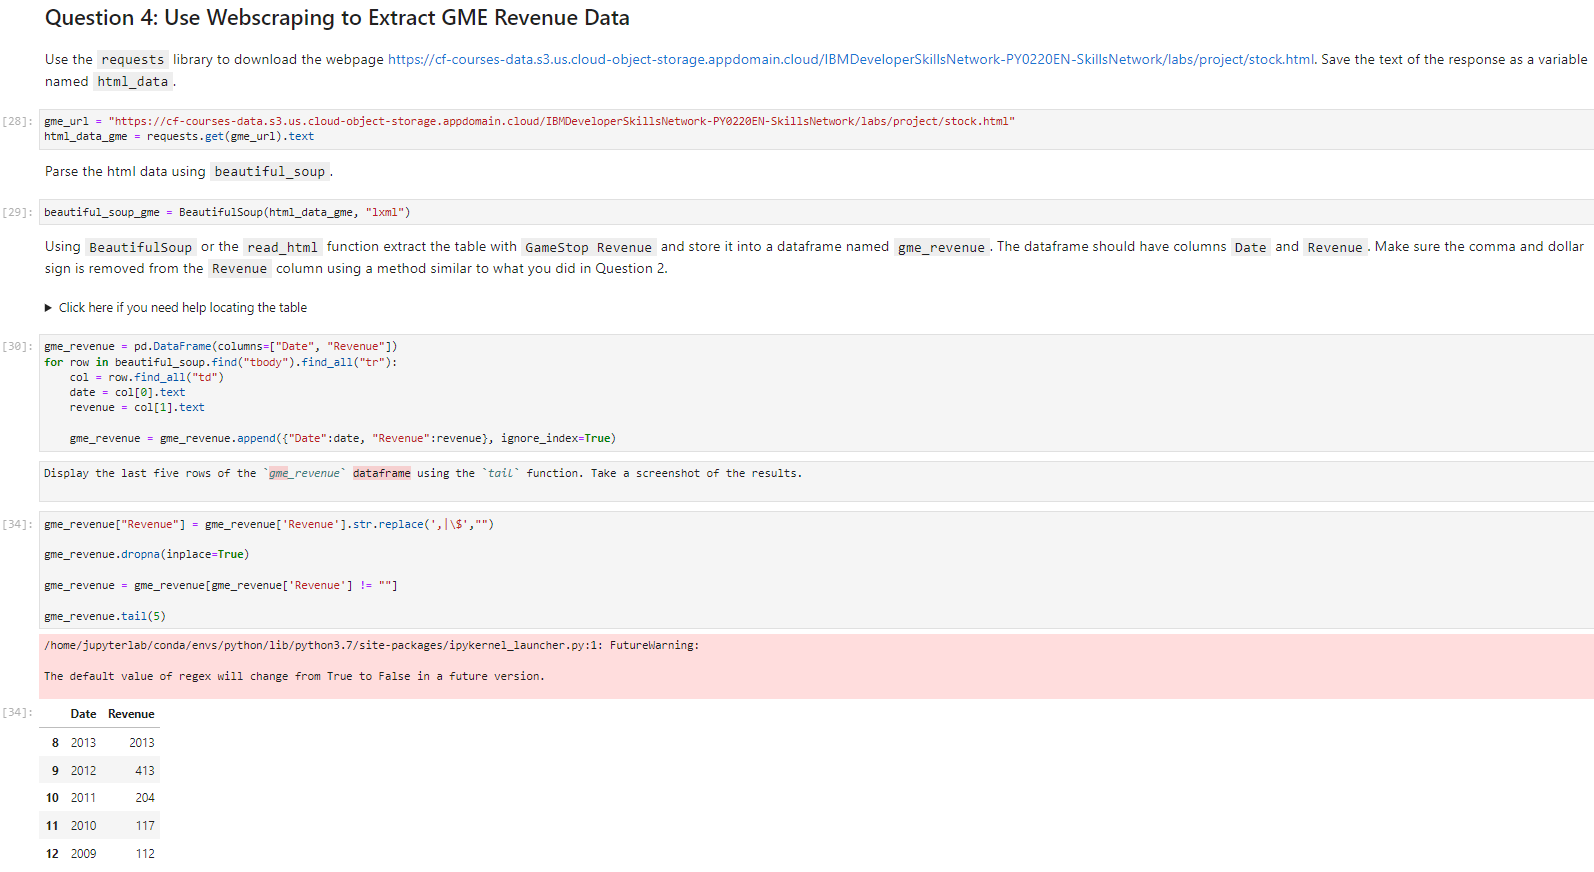 Question 4: Use Webscraping to Extract GME Revenue Data
Use the requests library to download the webpage https://cf-courses-data.s3.us.cloud-object-storage.appdomain.cloud/IBMDeveloperSkillsNetwork-PY0220EN-SkillsNetwork/labs/project/stock.html. Save the text of the response as a variable
named html_data.
[28]: gme_url = "https://cf-courses-data.s3.us.cloud-object-storage.appdomain.cloud/IBMDeveloperSkillsNetwork-PY0220EN-SkillsNetwork/labs/project/stock.html"
html_data_gme = requests.get(gme_url).text
Parse the html data using beautiful_soup.
[29]: beautiful_soup_gme = BeautifulSoup(html_data_gme, "lxml")
Using BeautifulSoup or the read_html function extract the table with GameStop Revenue and store it into a dataframe named gme_revenue. The dataframe should have columns Date and Revenue. Make sure the comma and dollar
sign is removed from the Revenue column using a method similar to what you did in Question 2.
▶ Click here if you need help locating the table
[30]: gme_revenue = pd.DataFrame(columns=["Date", "Revenue"])
for row in beautiful_soup.find("tbody").find_all("tr"):
    col = row.find_all("td")
    date = col[0].text
    revenue = col[1].text
    gme_revenue = gme_revenue.append({"Date":date, "Revenue":revenue}, ignore_index=True)
Display the last five rows of the `gme_revenue` dataframe using the `tail` function. Take a screenshot of the results.
[34]: gme_revenue["Revenue"] = gme_revenue['Revenue'].str.replace(',|\$',"")
gme_revenue.dropna(inplace=True)
gme_revenue = gme_revenue[gme_revenue['Revenue'] != ""]
gme_revenue.tail(5)
/home/jupyterlab/conda/envs/python/lib/python3.7/site-packages/ipykernel_launcher.py:1: FutureWarning:
The default value of regex will change from True to False in a future version.
[34]: Date Revenue
8 2013 2013
9 2012 413
10 2011 204
11 2010 117
12 2009 112